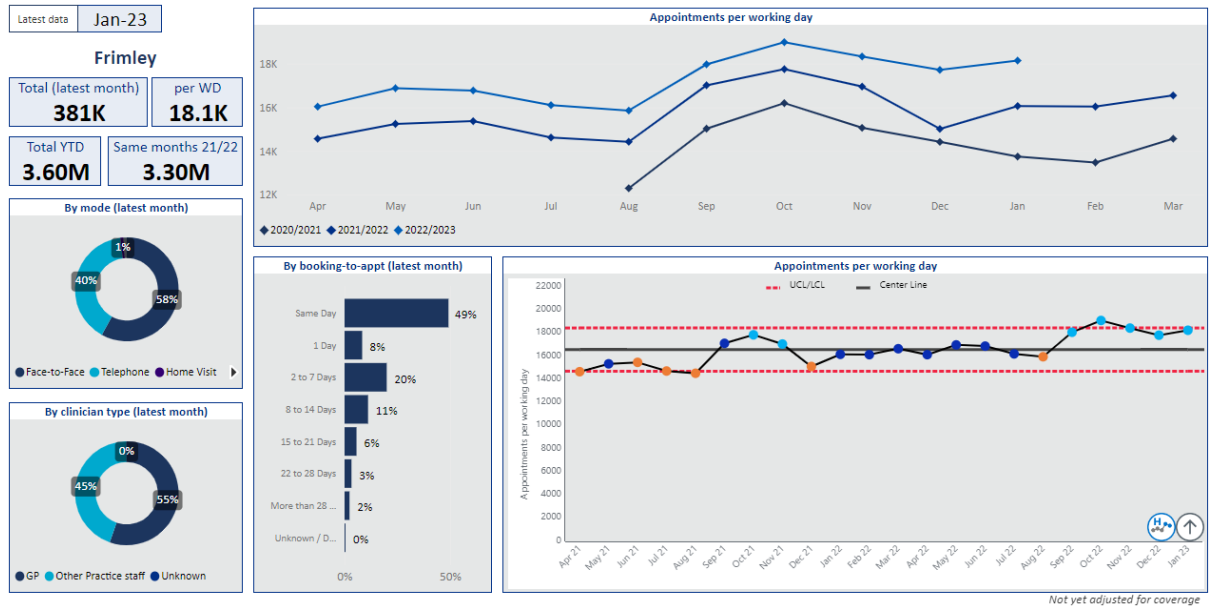 Latest data
Jan-23
Frimley
Total (latest month)
381K
per WD
18.1K
Total YTD
3.60M
Same months 21/22
3.30M
By mode (latest month)
1%
40%
58%
Face-to-Face Telephone Home Visit
By clinician type (latest month)
0%
45%
55%
GP Other Practice staff Unknown
Appointments per working day
18K
16K
14K
12K
Apr May Jun Jul Aug Sep Oct Nov Dec Jan Feb Mar
2020/2021 2021/2022 2022/2023
By booking-to-appt (latest month)
Same Day 49%
1 Day 8%
2 to 7 Days 20%
8 to 14 Days 11%
15 to 21 Days 6%
22 to 28 Days 3%
More than 28 ... 2%
Unknown / D... 0%
0% 50%
Appointments per working day
UCL/LCL Center Line
Appointments per working day
22000
20000
18000
16000
14000
12000
10000
8000
6000
4000
2000
0
Apr 21 May 21 Jun 21 Jul 21 Aug 21 Sep 21 Oct 21 Nov 21 Dec 21 Jan 22 Feb 22 Mar 22 Apr 22 May 22 Jun 22 Jul 22 Aug 22 Sep 22 Oct 22 Nov 22 Dec 22 Jan 23
H
Not yet adjusted for coverage